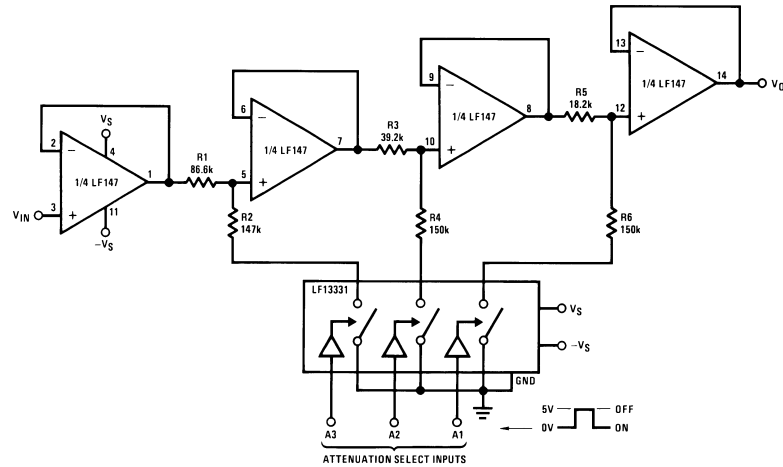 13
−
1/4 LF147
14
12
+
VO
9
−
1/4 LF147
8
10
+
R5
18.2k
6
−
1/4 LF147
7
5
+
R3
39.2k
VS
4
2
−
1/4 LF147
1
3
+
VIN
11
−VS
R1
86.6k
R2
147k
R4
150k
R6
150k
LF13331
VS
−VS
GND
A3
A2
A1
5V
OFF
0V
ON
ATTENUATION SELECT INPUTS